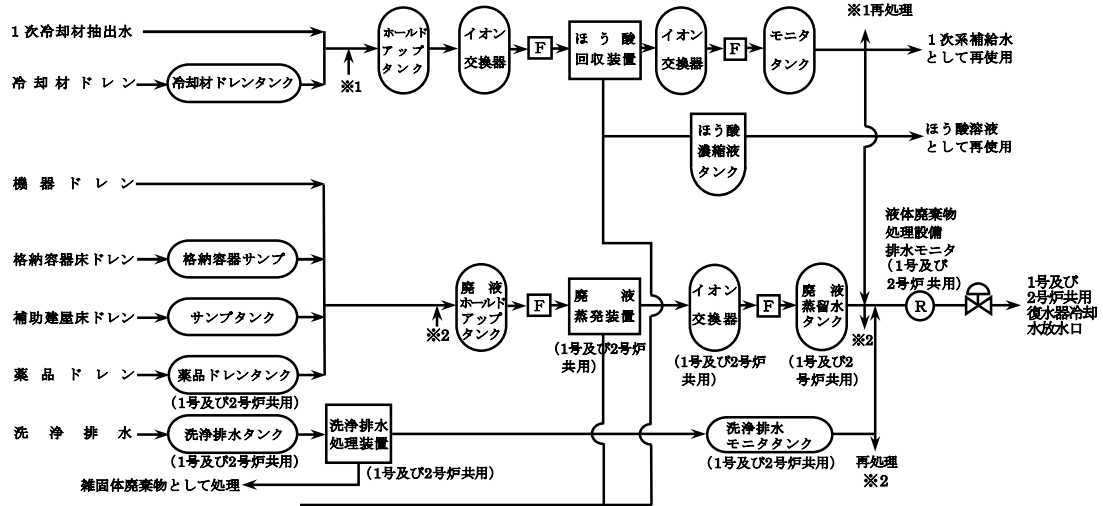 ※1再処理
1次冷却材抽出水
ホールド
アップ
タンク
イオン
交換器
F
ほう酸
回収装置
イオン
交換器
F
モニタ
タンク
1次系補給水
として再使用
冷却材ドレン
冷却材ドレンタンク
※1
ほう酸
濃縮液
タンク
ほう酸溶液
として再使用
機器ドレン
液体廃棄物
処理設備
排水モニタ
(1号及び
2号炉共用)
格納容器床ドレン
格納容器サンプ
補助建屋床ドレン
サンプタンク
※2
廃液
ホールド
アップ
タンク
F
廃液
蒸発装置
(1号及び2号炉
共用)
イオン
交換器
(1号及び2号炉
共用)
F
廃液
蒸留水
タンク
(1号及び2
号炉共用)
※2
R
1号及び
2号炉共用
復水器冷却
水放水口
薬品ドレン
薬品ドレンタンク
(1号及び2号炉共用)
洗浄排水
洗浄排水タンク
(1号及び2号炉共用)
洗浄排水
処理装置
(1号及び2号炉共用)
洗浄排水
モニタタンク
(1号及び2号炉共用)
再処理
※2
雑固体廃棄物として処理